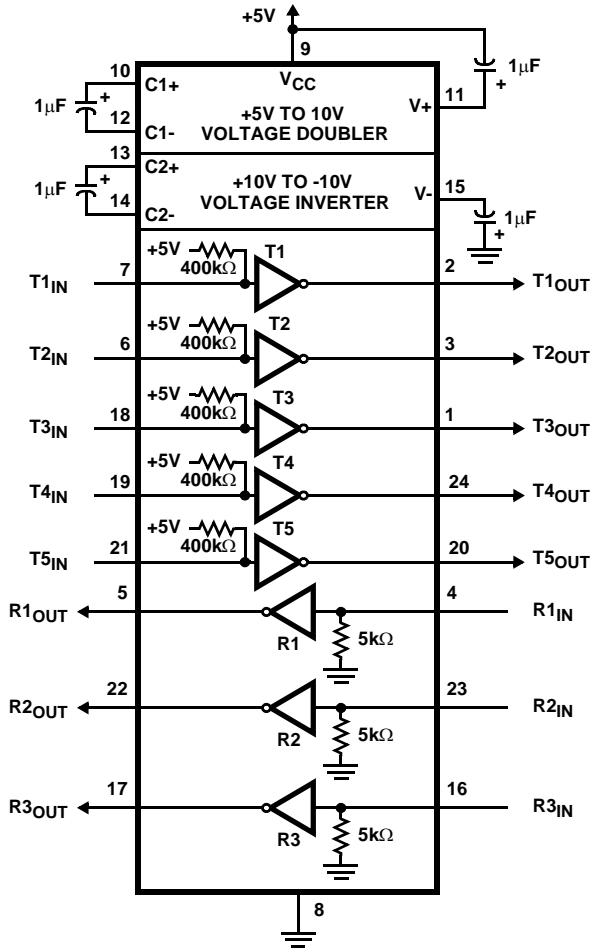 +5V
9
10
C1+
VCC
1μF
+
1μF
+
+5V TO 10V
VOLTAGE DOUBLER
V+
11
12
C1-
13
C2+
1μF
+
+10V TO -10V
VOLTAGE INVERTER
V-
15
14
C2-
1μF
+
+5V
400kΩ
T1
T1IN
7
2
T1OUT
+5V
400kΩ
T2
T2IN
6
3
T2OUT
+5V
400kΩ
T3
T3IN
18
1
T3OUT
+5V
400kΩ
T4
T4IN
19
24
T4OUT
+5V
400kΩ
T5
T5IN
21
20
T5OUT
R1OUT
5
4
R1IN
R1
5kΩ
R2OUT
22
23
R2IN
R2
5kΩ
R3OUT
17
16
R3IN
R3
5kΩ
8